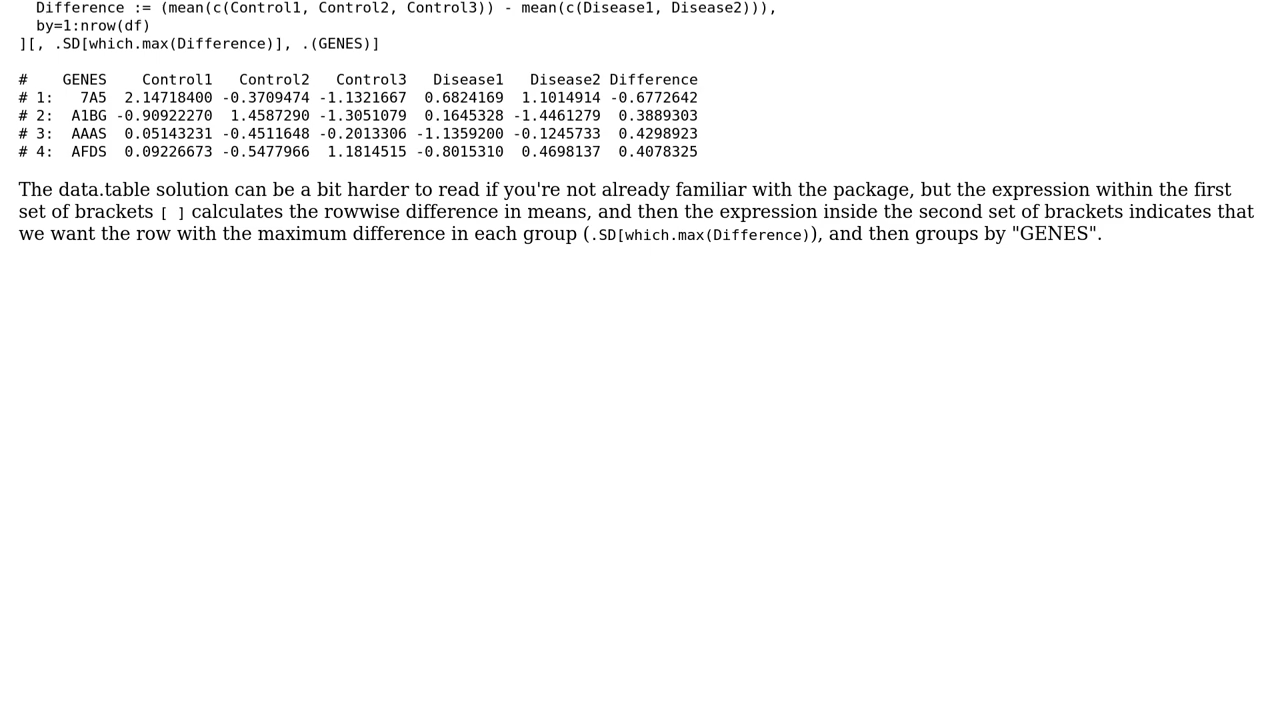 Difference := (mean(c(Control1, Control2, Control3)) - mean(c(Disease1, Disease2))),
by=1:nrow(df)
][, .SD[which.max(Difference)], .(GENES)]
#    GENES    Control1   Control2   Control3   Disease1   Disease2 Difference
# 1:   7A5  2.14718400 -0.3709474 -1.1321667  0.6824169  1.1014914 -0.6772642
# 2:  A1BG -0.90922270  1.4587290 -1.3051079  0.1645328 -1.4461279  0.3889303
# 3:  AAAS  0.05143231 -0.4511648 -0.2013306 -1.1359200 -0.1245733  0.4298923
# 4:  AFDS  0.09226673 -0.5477966  1.1814515 -0.8015310  0.4698137  0.4078325
The data.table solution can be a bit harder to read if you're not already familiar with the package, but the expression within the first
set of brackets [ ] calculates the rowwise difference in means, and then the expression inside the second set of brackets indicates that
we want the row with the maximum difference in each group (.SD[which.max(Difference)), and then groups by "GENES".